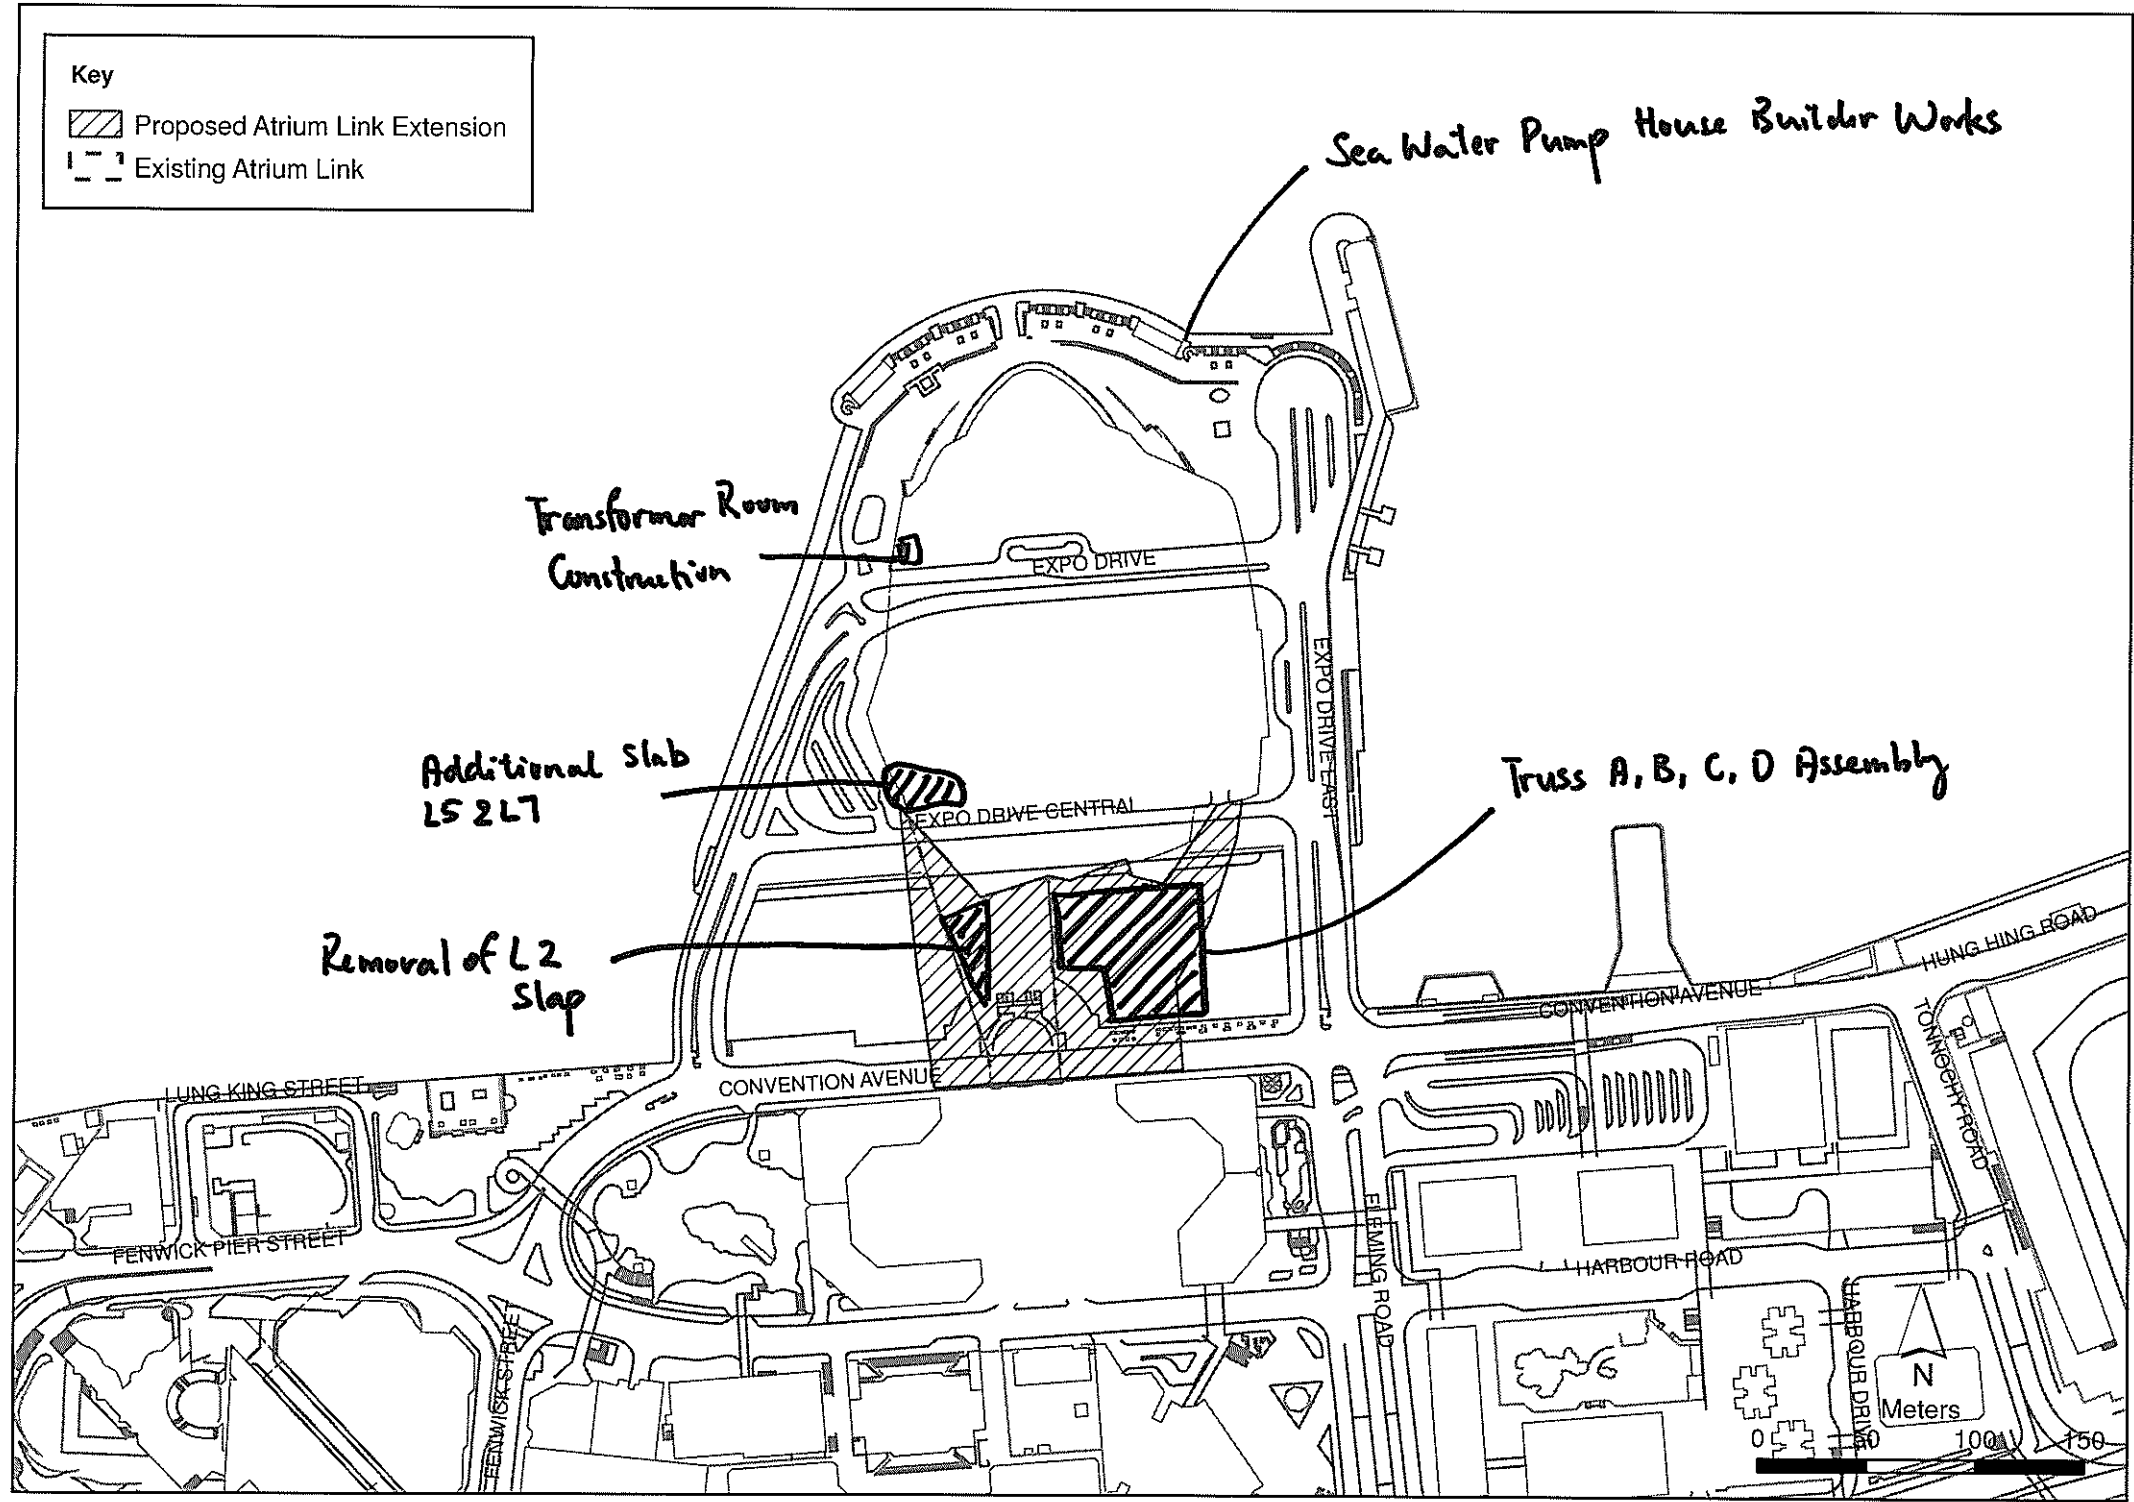 Key
Proposed Atrium Link Extension
Existing Atrium Link
Sea Water Pump House Builder Works
Transformer Room
Construction
EXPO DRIVE
EXPO DRIVE EAST
Additional Slab
L5 & L7
EXPO DRIVE CENTRAL
Truss A, B, C, D Assembly
Removal of L2
Slap
HUNG HING ROAD
CONVENTION AVENUE
TONNOCHY ROAD
LUNG KING STREET
CONVENTION AVENUE
FENWICK PIER STREET
FLEMING ROAD
HARBOUR ROAD
FENWICK STREET
HARBOUR DRIVE
N
Meters
0 50 100 150